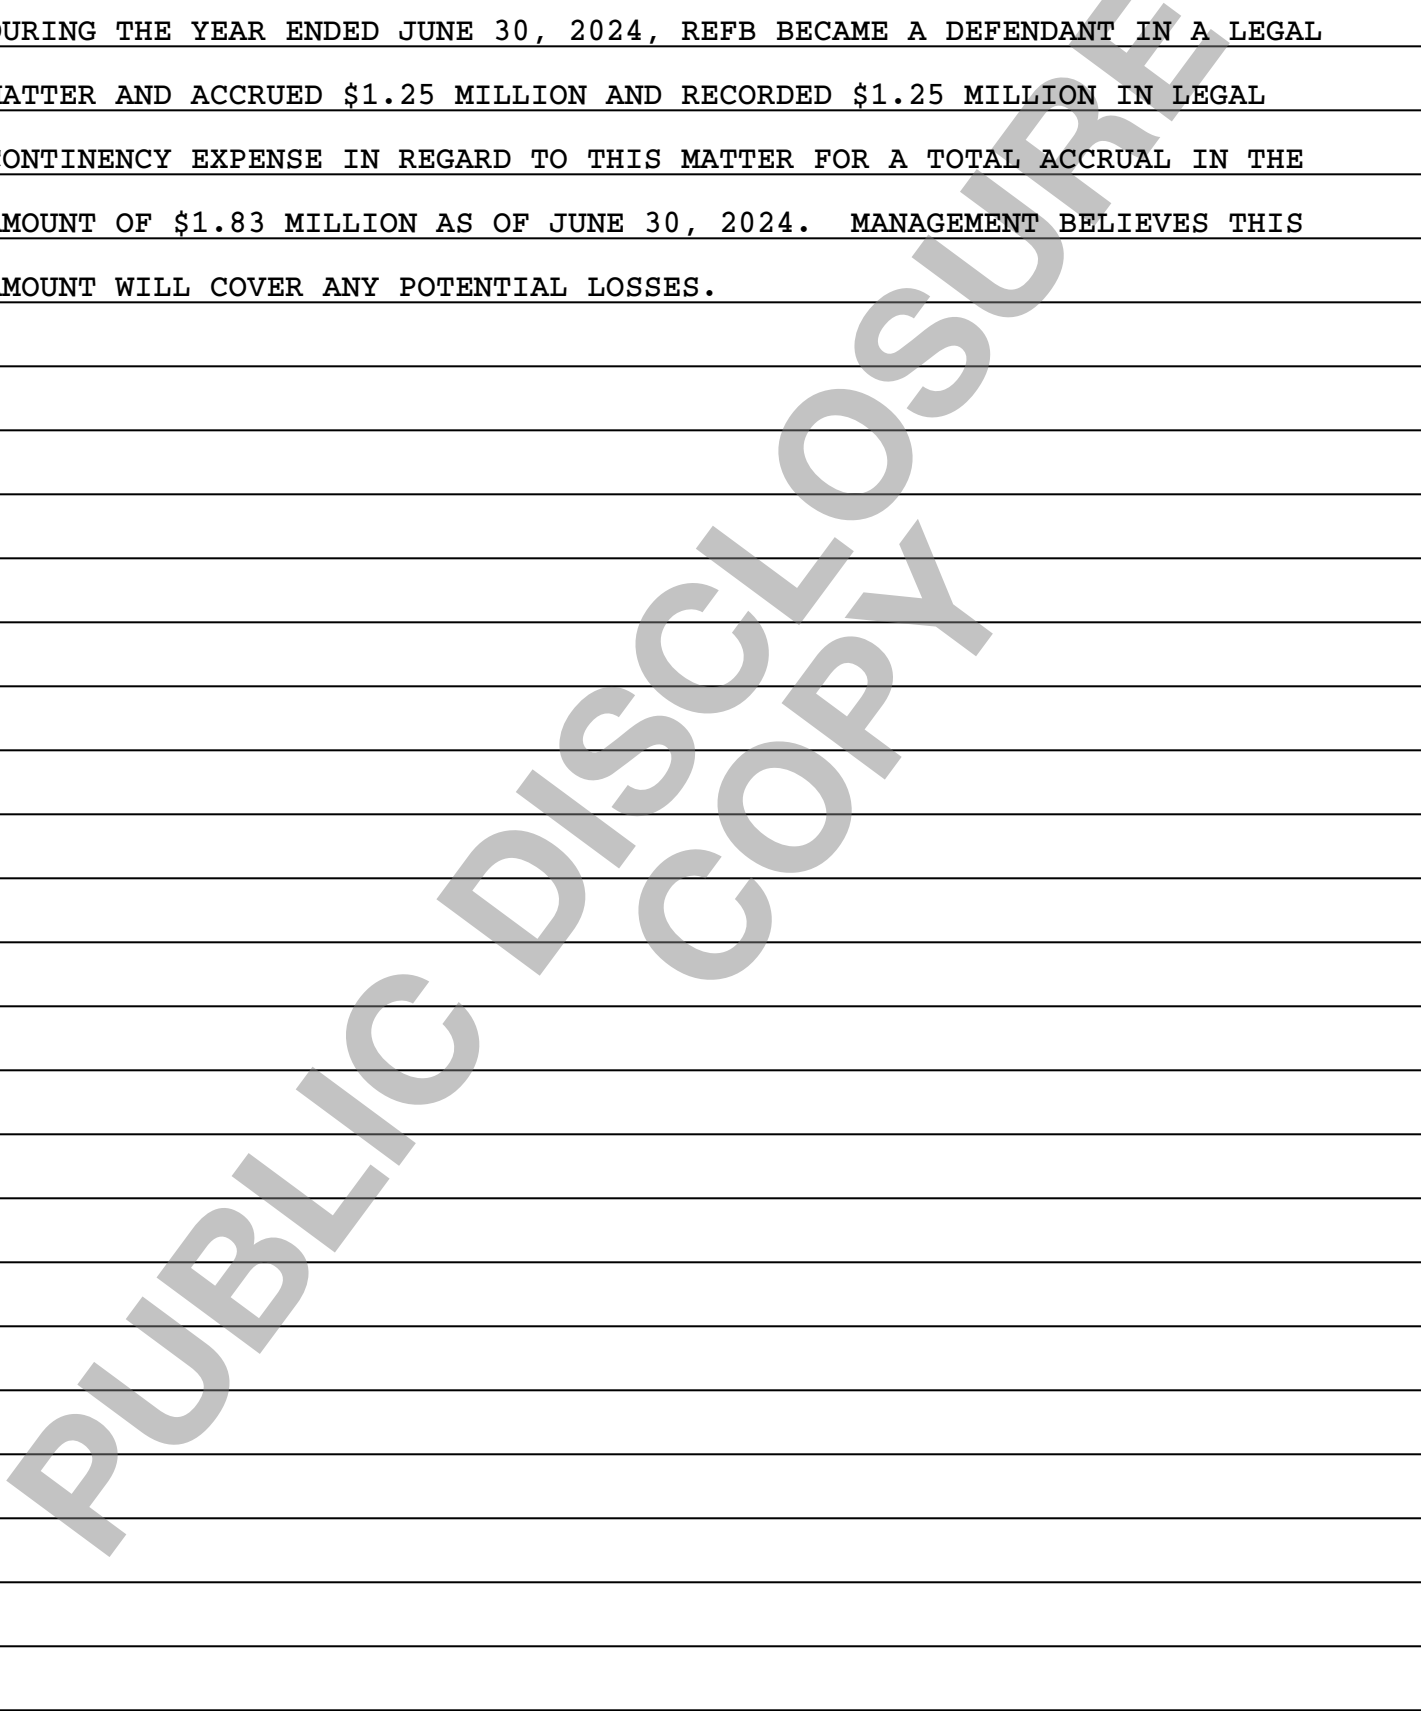 DURING THE YEAR ENDED JUNE 30, 2024, REFB BECAME A DEFENDANT IN A LEGAL
MATTER AND ACCRUED $1.25 MILLION AND RECORDED $1.25 MILLION IN LEGAL
CONTINENCY EXPENSE IN REGARD TO THIS MATTER FOR A TOTAL ACCRUAL IN THE
AMOUNT OF $1.83 MILLION AS OF JUNE 30, 2024.  MANAGEMENT BELIEVES THIS
AMOUNT WILL COVER ANY POTENTIAL LOSSES.
PUBLIC DISCLOSURE
COPY